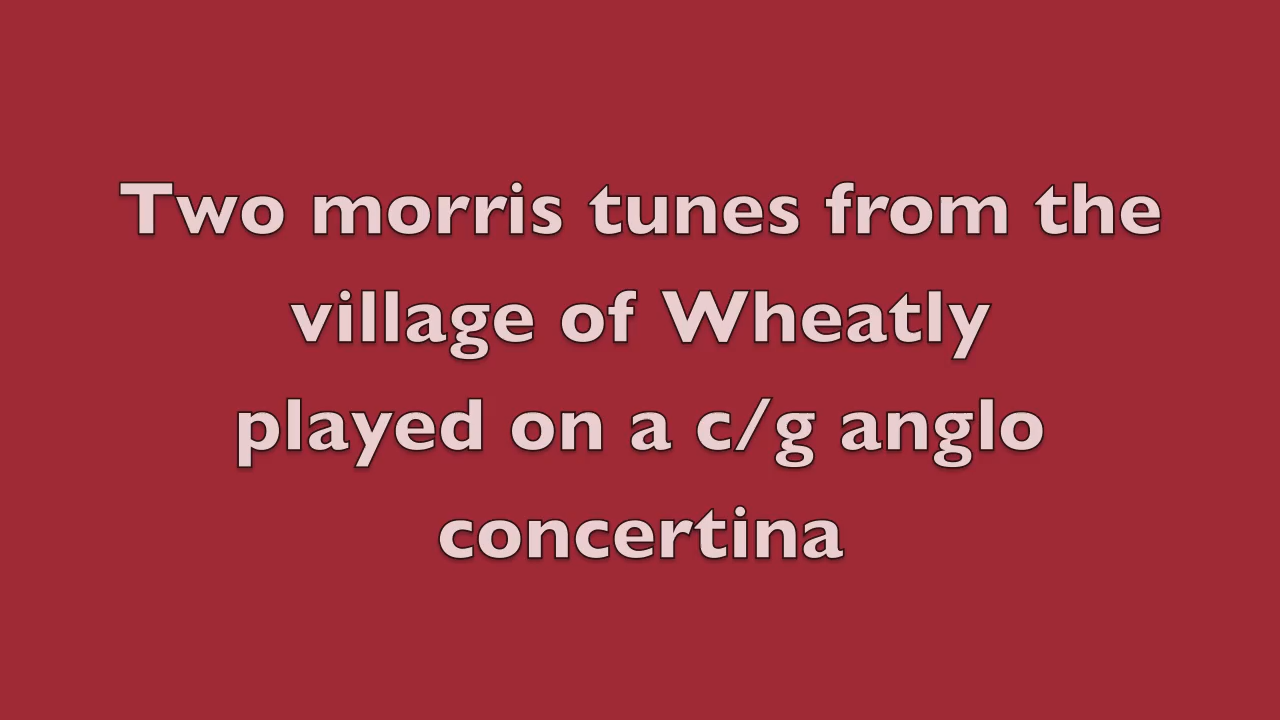 Two morris tunes from the
village of Wheatly
played on a c/g anglo
concertina